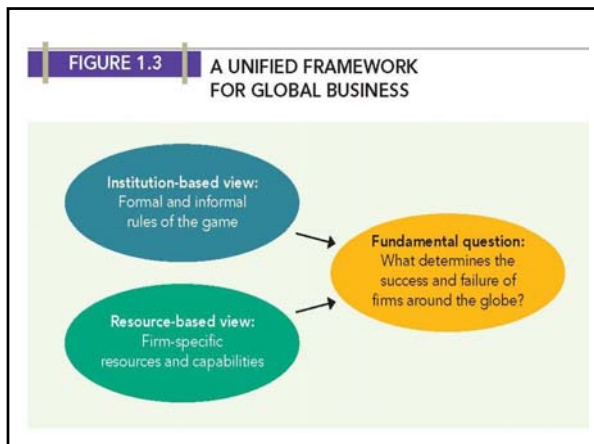 FIGURE 1.3
A UNIFIED FRAMEWORK
FOR GLOBAL BUSINESS
Institution-based view:
Formal and informal
rules of the game
Fundamental question:
What determines the
success and failure of
firms around the globe?
Resource-based view:
Firm-specific
resources and capabilities